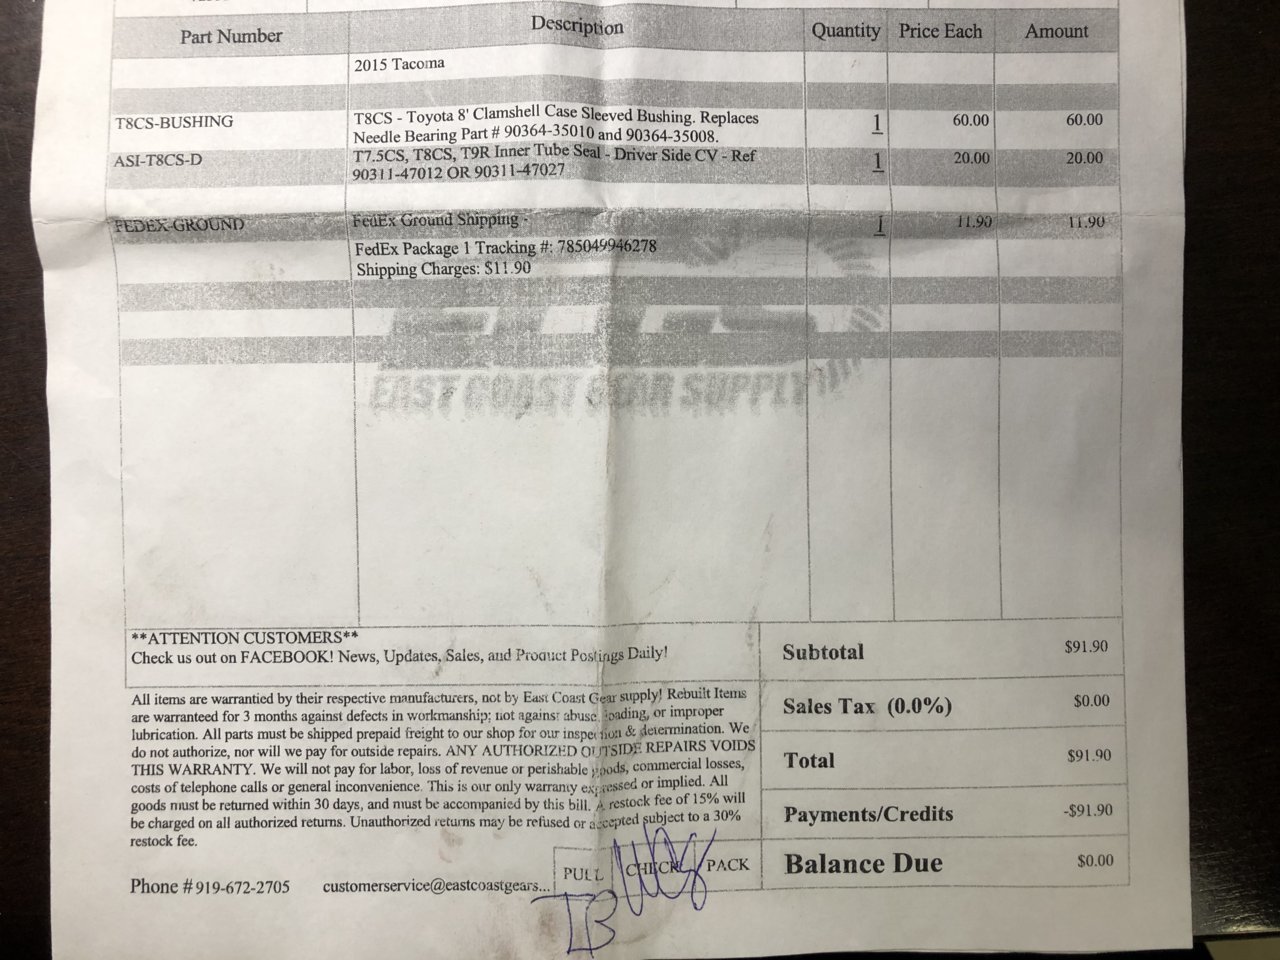 Part Number Description Quantity Price Each Amount
2015 Tacoma
T8CS-BUSHING T8CS - Toyota 8' Clamshell Case Sleeved Bushing. Replaces 1 60.00 60.00
Needle Bearing Part # 90364-35010 and 90364-35008.
ASI-T8CS-D T7.5CS, T8CS, T9R Inner Tube Seal - Driver Side CV - Ref 1 20.00 20.00
90311-47012 OR 90311-47027
FEDEX-GROUND FedEx Ground Shipping - 1 11.90 11.90
FedEx Package 1 Tracking #: 785049946278
Shipping Charges: $11.90
ECGS
EAST COAST GEAR SUPPLY
**ATTENTION CUSTOMERS**
Check us out on FACEBOOK! News, Updates, Sales, and Product Postings Daily!
All items are warrantied by their respective manufacturers, not by East Coast Gear supply! Rebuilt Items
are warranteed for 3 months against defects in workmanship; not against abuse, loading, or improper
lubrication. All parts must be shipped prepaid freight to our shop for our inspection & determination. We
do not authorize, nor will we pay for outside repairs. ANY AUTHORIZED OUTSIDE REPAIRS VOIDS
THIS WARRANTY. We will not pay for labor, loss of revenue or perishable goods, commercial losses,
costs of telephone calls or general inconvenience. This is our only warranty expressed or implied. All
goods must be returned within 30 days, and must be accompanied by this bill. A restock fee of 15% will
be charged on all authorized returns. Unauthorized returns may be refused or accepted subject to a 30%
restock fee.
Subtotal $91.90
Sales Tax (0.0%) $0.00
Total $91.90
Payments/Credits -$91.90
Balance Due $0.00
PULL CHECK PACK
Phone # 919-672-2705 customerservice@eastcoastgears...